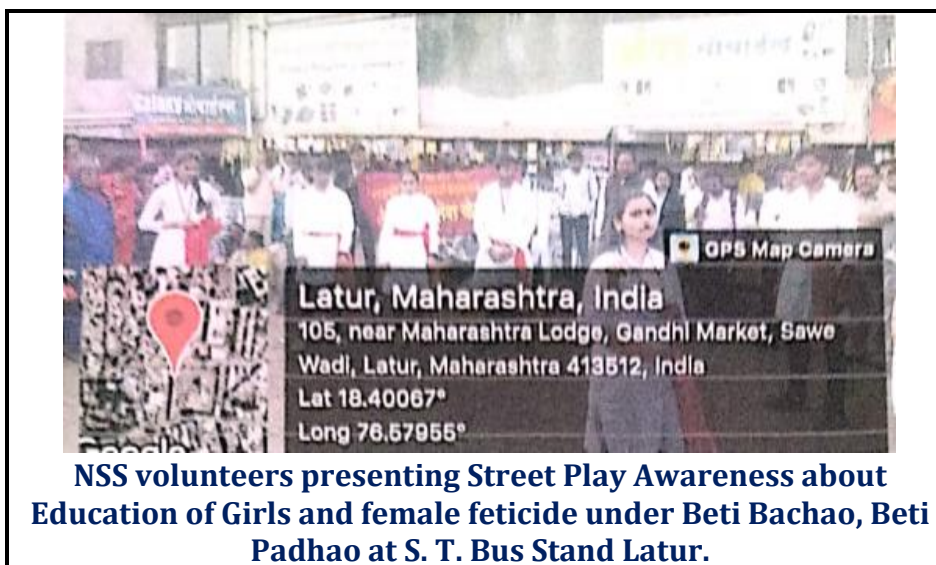 GPS Map Camera
Latur, Maharashtra, India
105, near Maharashtra Lodge, Gandhi Market, Sawe
Wadi, Latur, Maharashtra 413512, India
Lat 18.40067°
Long 76.57955°
Google
NSS volunteers presenting Street Play Awareness about
Education of Girls and female feticide under Beti Bachao, Beti
Padhao at S. T. Bus Stand Latur.